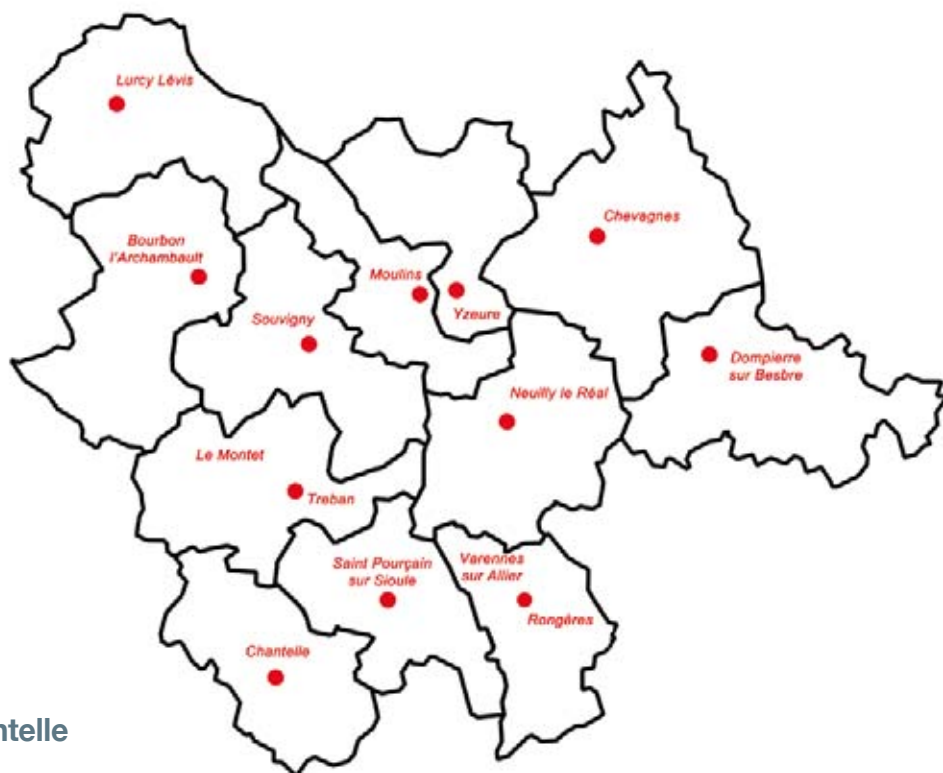 Lurcy Lévis
Bourbon
l'Archambault
Souvigny
Moulins
Yzeure
Chevagnes
Dompierre
sur Besbre
Neuilly le Réal
Le Montet
Treban
Saint Pourçain
sur Sioule
Varennes
sur Allier
Rongères
Chantelle
ntelle